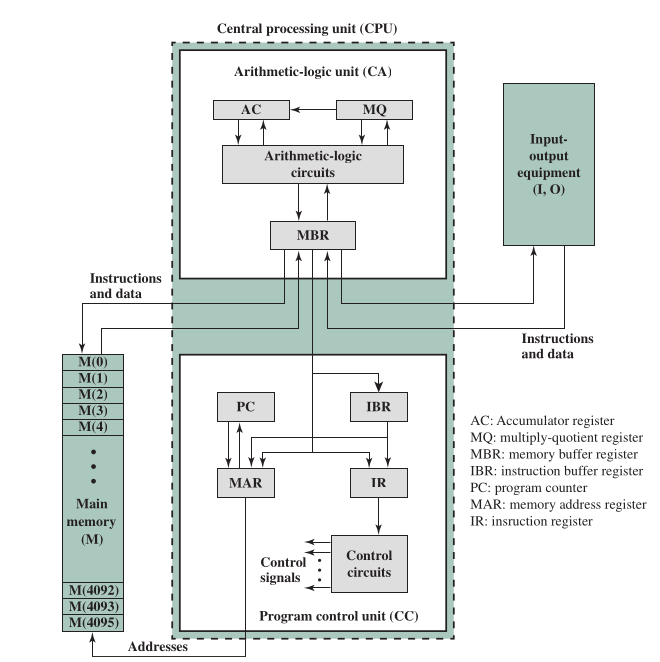 Central processing unit (CPU)
Arithmetic-logic unit (CA)
AC
MQ
Arithmetic-logic
circuits
MBR
Input-
output
equipment
(I, O)
Instructions
and data
Instructions
and data
M(0)
M(1)
M(2)
M(3)
M(4)
Main
memory
(M)
M(4092)
M(4093)
M(4095)
PC
IBR
MAR
IR
Control
signals
Control
circuits
Program control unit (CC)
Addresses
AC: Accumulator register
MQ: multiply-quotient register
MBR: memory buffer register
IBR: instruction buffer register
PC: program counter
MAR: memory address register
IR: insruction register